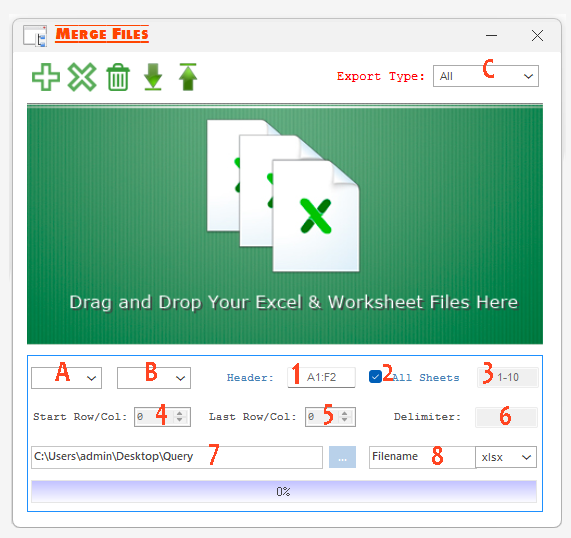 Merge Files
Export Type: All C
Drag and Drop Your Excel & Worksheet Files Here
A B Header: 1 A1:F2 2 All Sheets 3 1-10
Start Row/Col: 0 4 Last Row/Col: 0 5 Delimiter: 6
C:\Users\admin\Desktop\Query 7 ... Filename 8 xlsx
0%